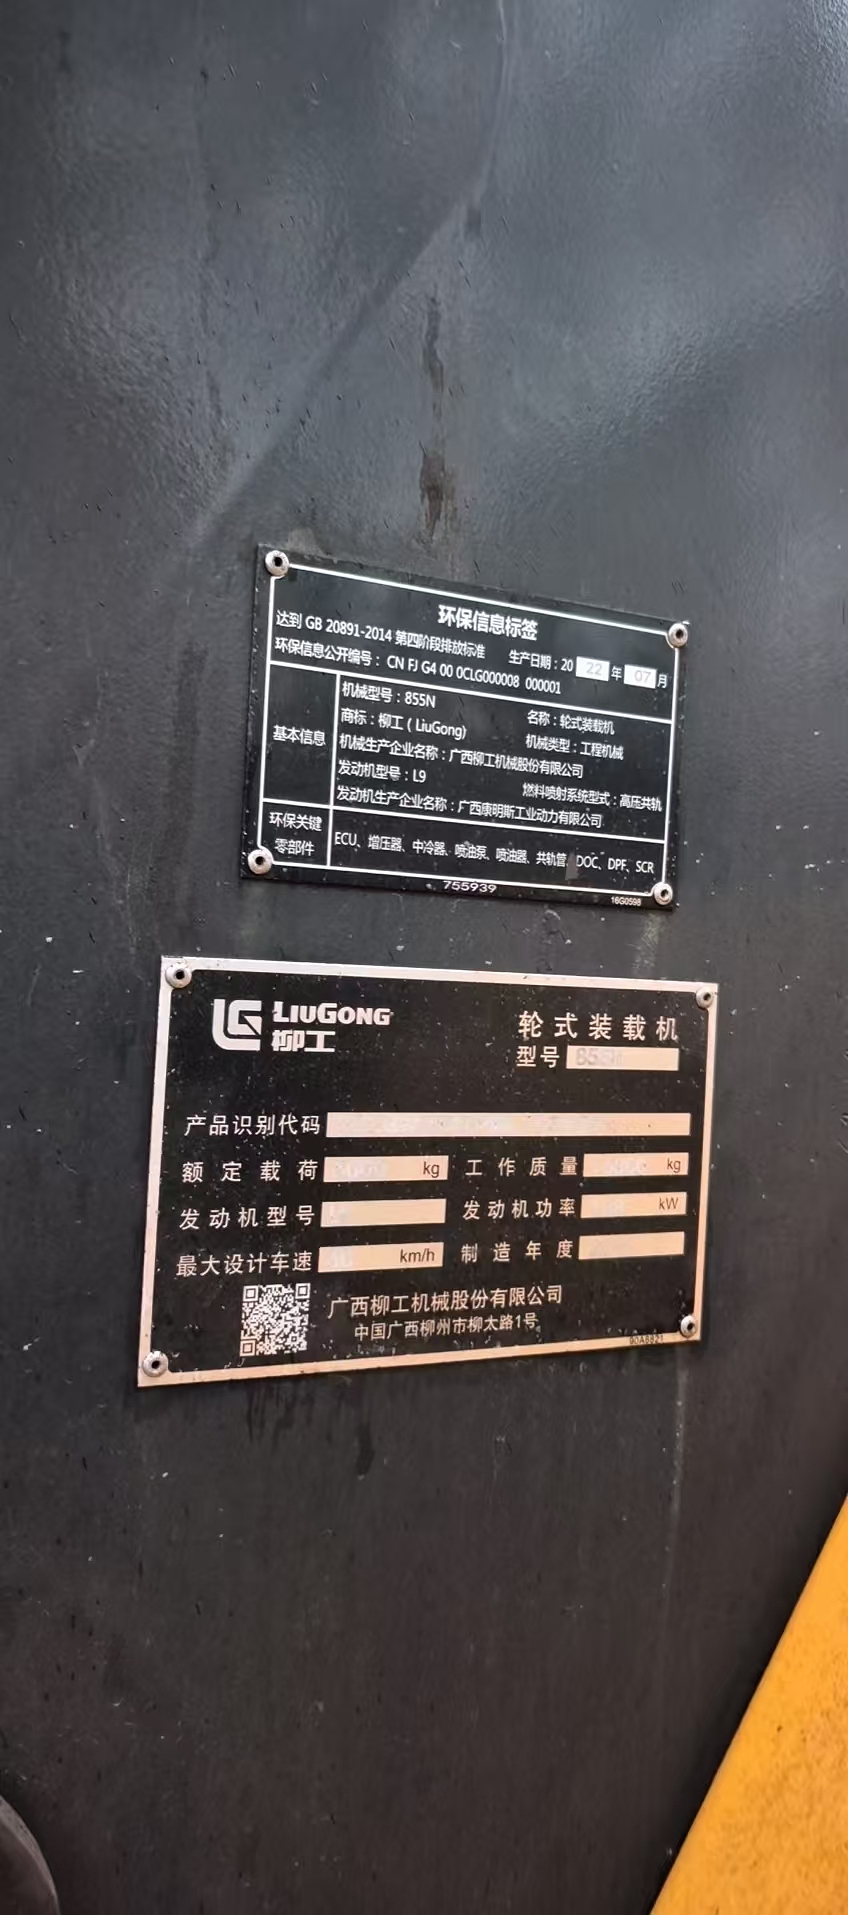 环保信息标签
达到 GB 20891-2014 第四阶段排放标准 生产日期：20 22 年 07 月
环保信息公开编号： CN FJ G4 00 0CLG000008 000001
基本信息
机械型号：855N 名称：轮式装载机
商标：柳工 ( LiuGong) 机械类型：工程机械
机械生产企业名称：广西柳工机械股份有限公司
发动机型号：L9 燃料喷射系统型式：高压共轨
发动机生产企业名称：广西康明斯工业动力有限公司
环保关键零部件
ECU、增压器、中冷器、喷油泵、喷油器、共轨管、DOC、DPF、SCR
755939
16G0598
LIUGONG 柳工
轮式装载机
型号
产品识别代码
额定载荷 kg 工作质量 kg
发动机型号 发动机功率 kW
最大设计车速 km/h 制造年度
广西柳工机械股份有限公司
中国广西柳州市柳太路1号